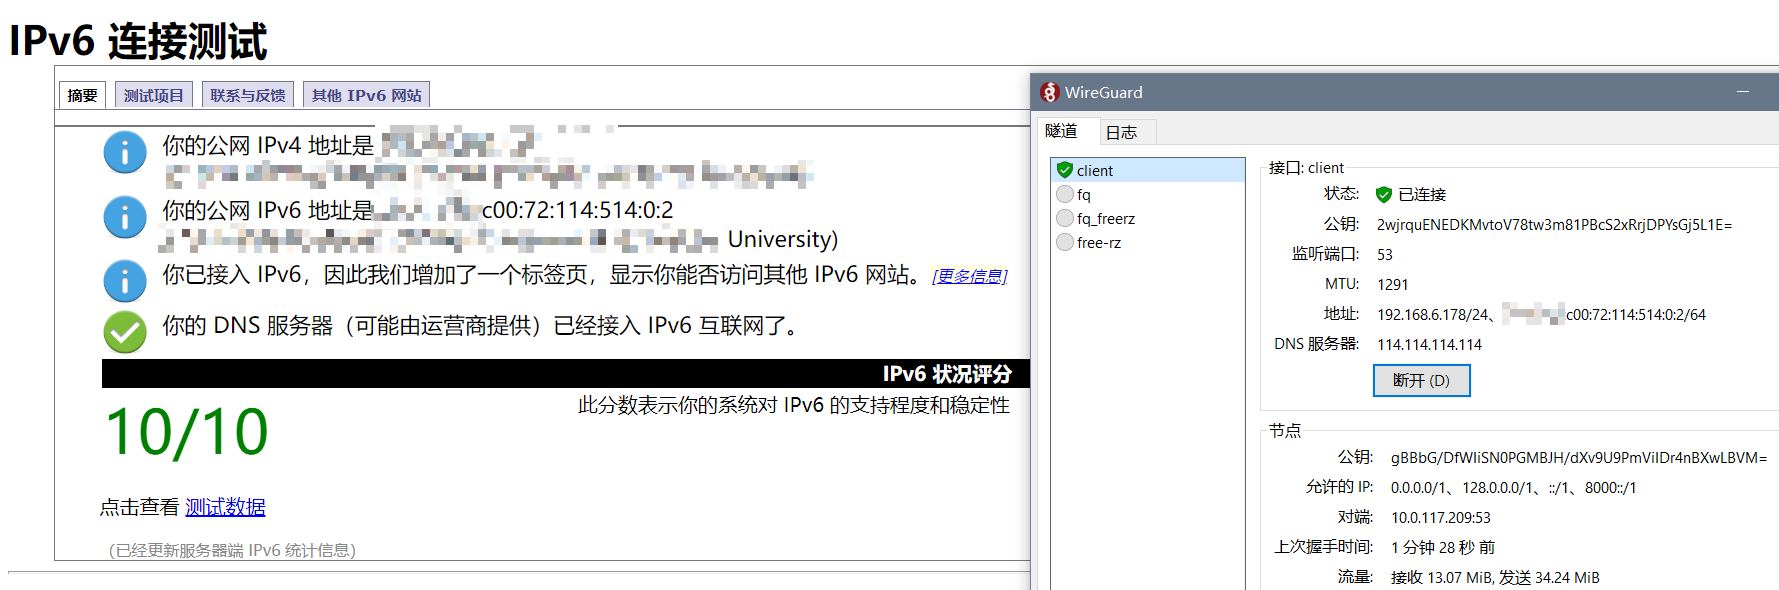 IPv6 连接测试
摘要
测试项目
联系与反馈
其他 IPv6 网站
你的公网 IPv4 地址是
你的公网 IPv6 地址是 c00:72:114:514:0:2
University)
你已接入 IPv6，因此我们增加了一个标签页，显示你能否访问其他 IPv6 网站。 [更多信息]
你的 DNS 服务器（可能由运营商提供）已经接入 IPv6 互联网了。
IPv6 状况评分
此分数表示你的系统对 IPv6 的支持程度和稳定性
10/10
点击查看 测试数据
(已经更新服务器端 IPv6 统计信息)
WireGuard
隧道
日志
client
fq
fq_freerz
free-rz
接口: client
状态: 已连接
公钥: 2wjrquENEDKMvtoV78tw3m81PBcS2xRrjDPYsGj5L1E=
监听端口: 53
MTU: 1291
地址: 192.168.6.178/24、 c00:72:114:514:0:2/64
DNS 服务器: 114.114.114.114
断开 (D)
节点
公钥: gBBbG/DfWIiSN0PGMBJH/dXv9U9PmViIDr4nBXwLBVM=
允许的 IP: 0.0.0.0/1、128.0.0.0/1、::/1、8000::/1
对端: 10.0.117.209:53
上次握手时间: 1 分钟 28 秒 前
流量: 接收 13.07 MiB, 发送 34.24 MiB